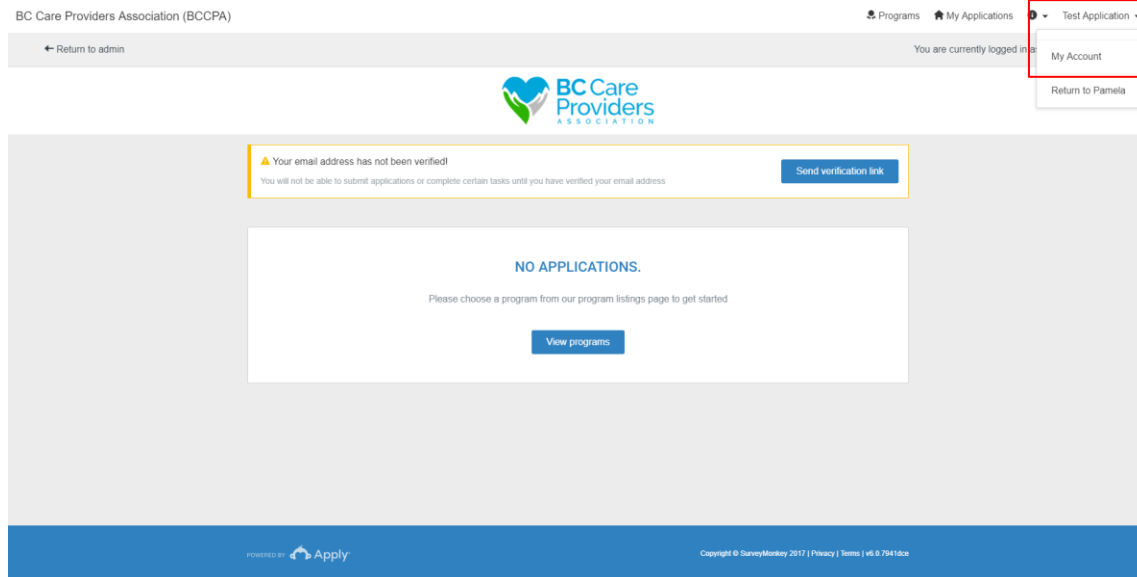 BC Care Providers Association (BCCPA)
Programs My Applications Test Application
Return to admin
You are currently logged in
My Account
Return to Pamela
BC Care
Providers
ASSOCIATION
Your email address has not been verified!
You will not be able to submit applications or complete certain tasks until you have verified your email address
Send verification link
NO APPLICATIONS.
Please choose a program from our program listings page to get started
View programs
POWERED BY Apply
Copyright © SurveyMonkey 2017 | Privacy | Terms | v6.0.7941dce